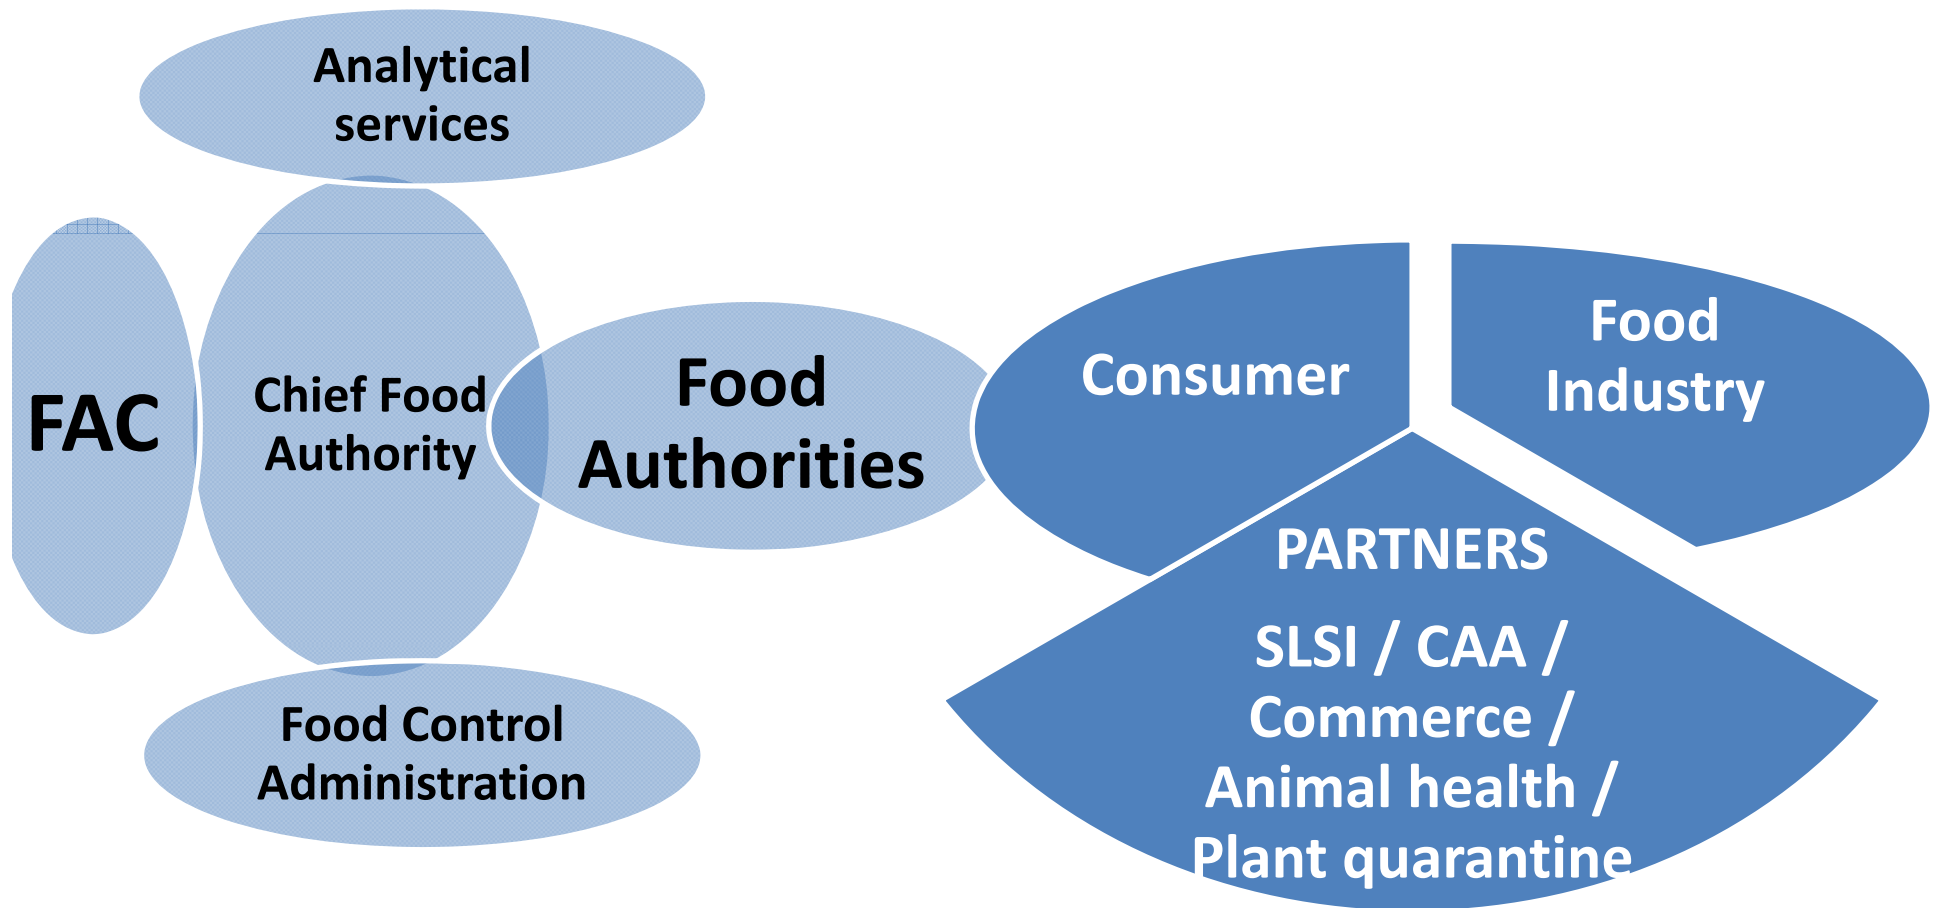 Analytical
services
FAC
Chief Food
Authority
Food
Authorities
Food Control
Administration
Consumer
Food
Industry
PARTNERS
SLSI / CAA /
Commerce /
Animal health /
Plant quarantine